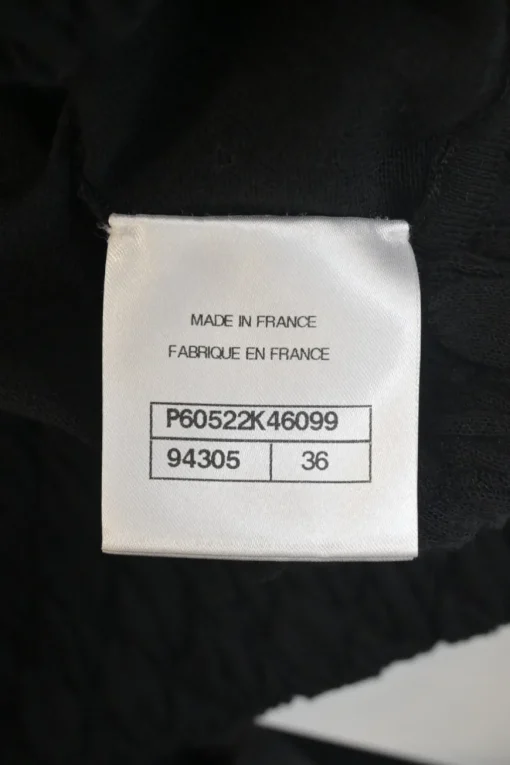 MADE IN FRANCE
FABRIQUE EN FRANCE
P60522K46099
94305 36